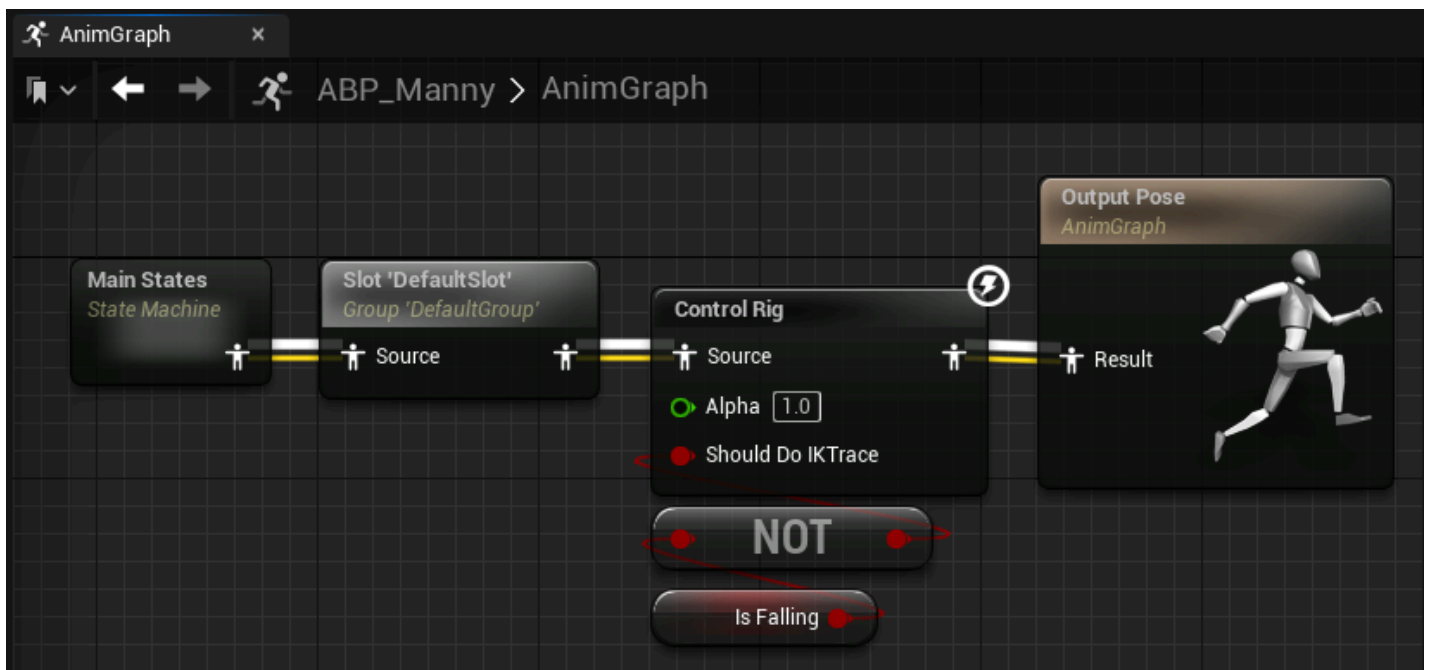 AnimGraph
ABP_Manny > AnimGraph
Output Pose
AnimGraph
Result
Main States
State Machine
Slot 'DefaultSlot'
Group 'DefaultGroup'
Source
Control Rig
Source
Alpha 1.0
Should Do IKTrace
NOT
Is Falling